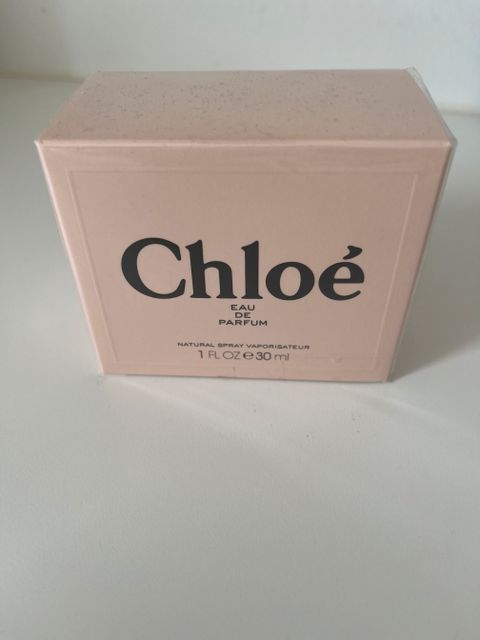 Chloé
EAU
DE
PARFUM
NATURAL SPRAY VAPORISATEUR
1 FL OZ ℮ 30 ml